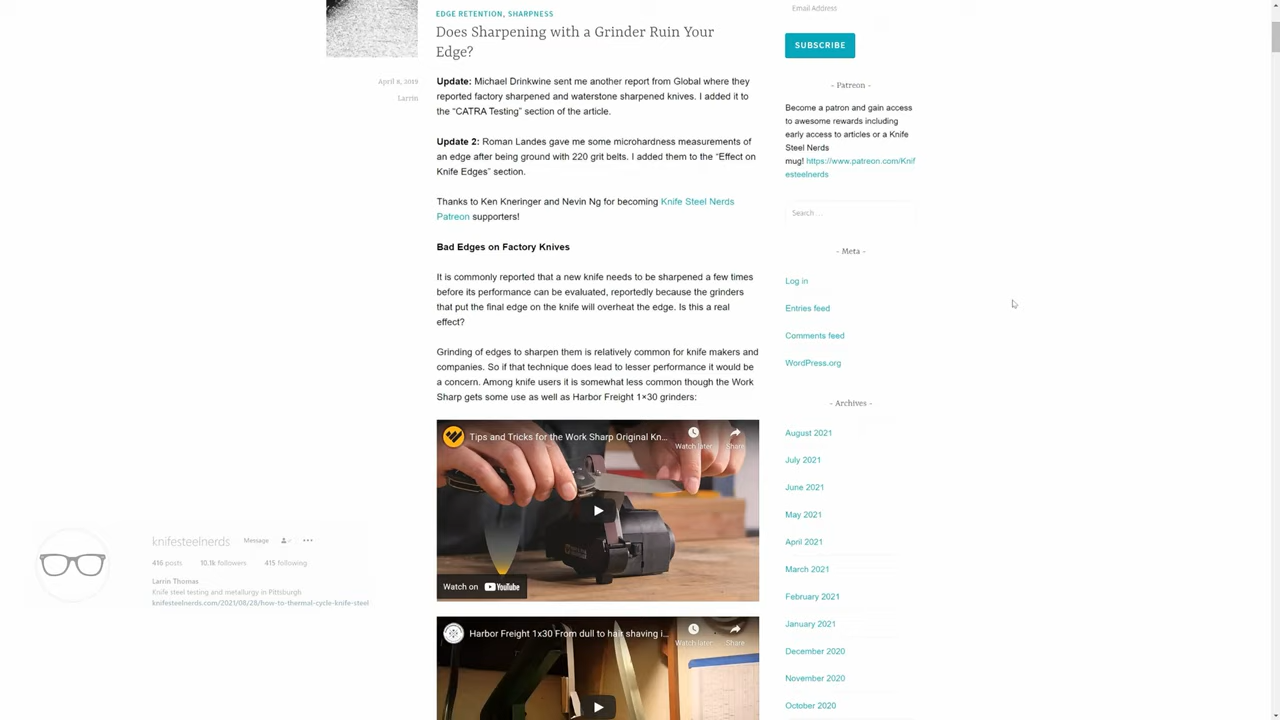 EDGE RETENTION, SHARPNESS
Does Sharpening with a Grinder Ruin Your
Edge?
April 8, 2019
Larrin
Update: Michael Drinkwine sent me another report from Global where they
reported factory sharpened and waterstone sharpened knives. I added it to
the “CATRA Testing” section of the article.
Update 2: Roman Landes gave me some microhardness measurements of
an edge after being ground with 220 grit belts. I added them to the “Effect on
Knife Edges” section.
Thanks to Ken Kneringer and Nevin Ng for becoming Knife Steel Nerds
Patreon supporters!
Bad Edges on Factory Knives
It is commonly reported that a new knife needs to be sharpened a few times
before its performance can be evaluated, reportedly because the grinders
that put the final edge on the knife will overheat the edge. Is this a real
effect?
Grinding of edges to sharpen them is relatively common for knife makers and
companies. So if that technique does lead to lesser performance it would be
a concern. Among knife users it is somewhat less common though the Work
Sharp gets some use as well as Harbor Freight 1×30 grinders:
Tips and Tricks for the Work Sharp Original Kn...
Watch later
Share
Watch on YouTube
Harbor Freight 1x30 From dull to hair shaving i...
Watch later
Share
knifesteelnerds Message
416 posts 10.1k followers 415 following
Larrin Thomas
Knife steel testing and metallurgy in Pittsburgh
knifesteelnerds.com/2021/08/28/how-to-thermal-cycle-knife-steel
Email Address
SUBSCRIBE
- Patreon -
Become a patron and gain access
to awesome rewards including
early access to articles or a Knife
Steel Nerds
mug! https://www.patreon.com/Knif
esteelnerds
Search …
- Meta -
Log in
Entries feed
Comments feed
WordPress.org
- Archives -
August 2021
July 2021
June 2021
May 2021
April 2021
March 2021
February 2021
January 2021
December 2020
November 2020
October 2020